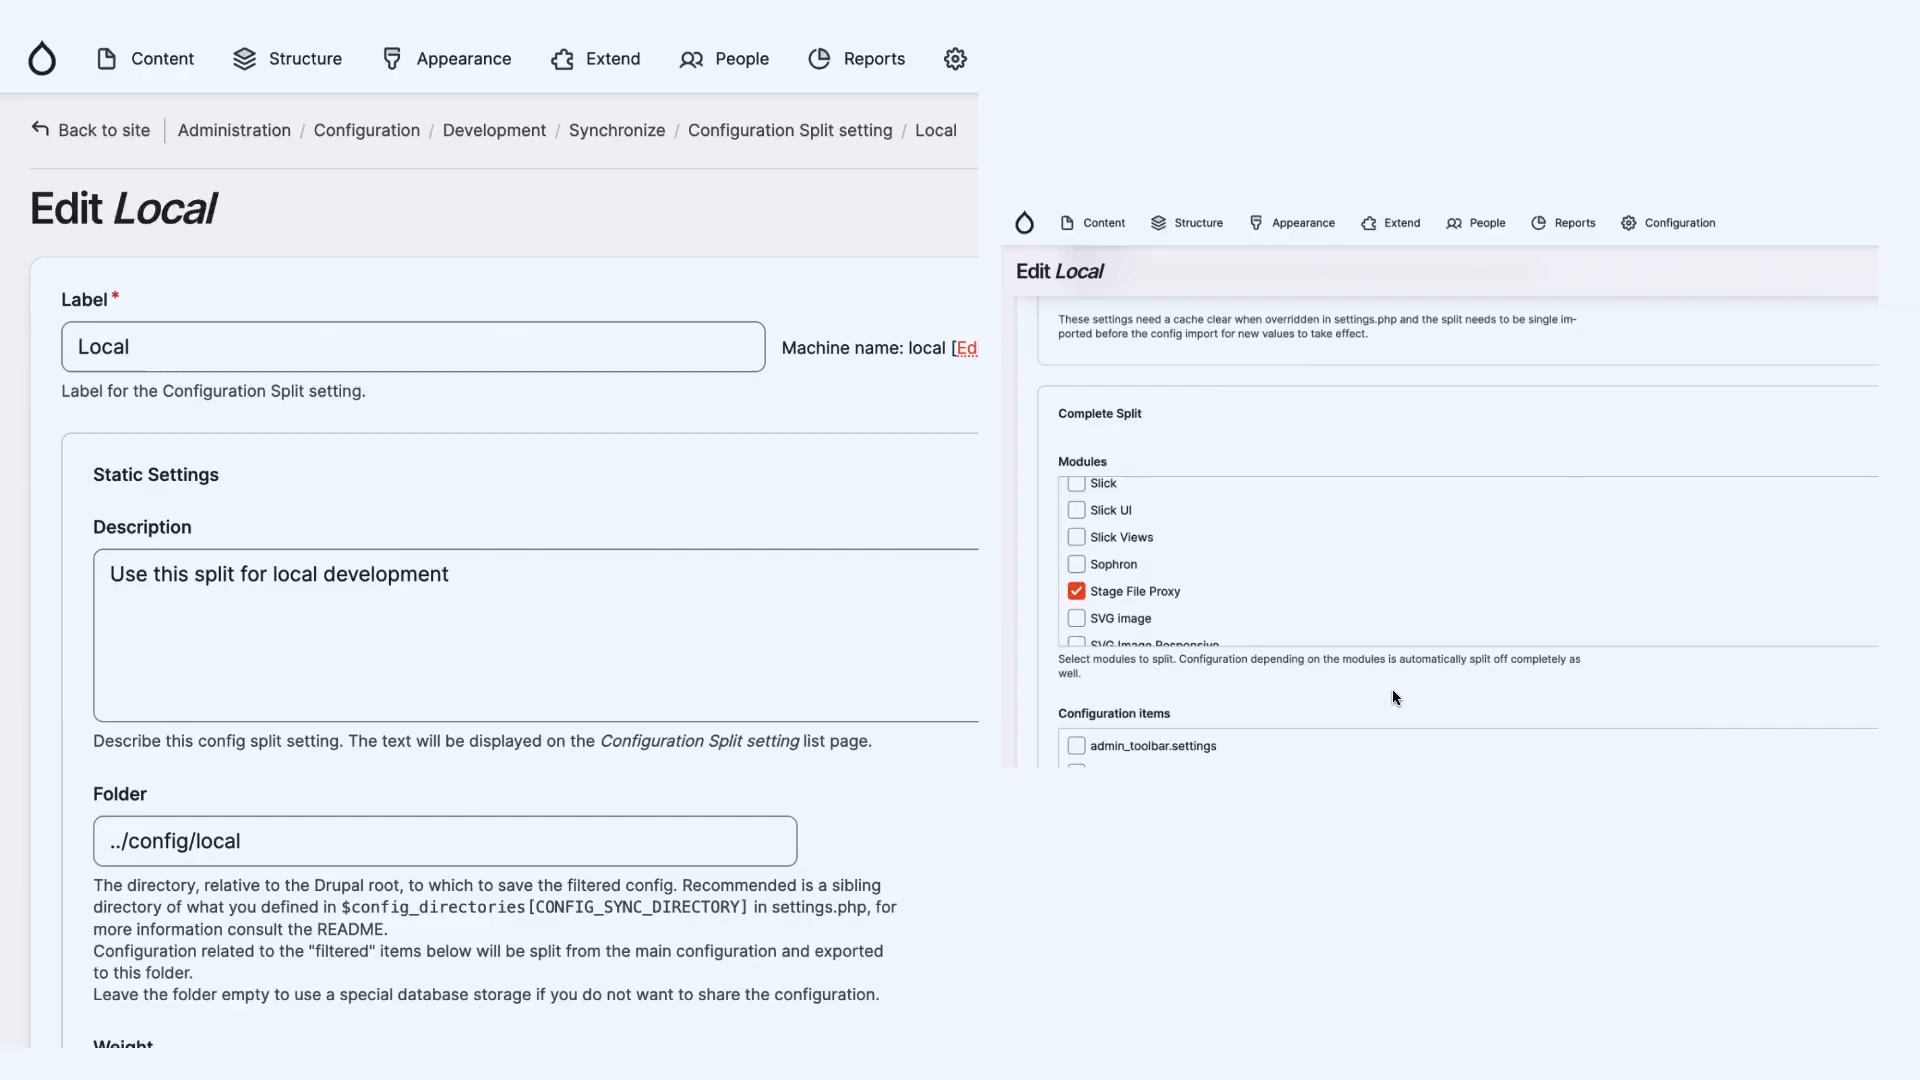 Content Structure Appearance Extend People Reports
Back to site Administration / Configuration / Development / Synchronize / Configuration Split setting / Local
Edit Local
Label *
Local
Machine name: local [Ed
Label for the Configuration Split setting.
Static Settings
Description
Use this split for local development
Describe this config split setting. The text will be displayed on the Configuration Split setting list page.
Folder
../config/local
The directory, relative to the Drupal root, to which to save the filtered config. Recommended is a sibling
directory of what you defined in $config_directories[CONFIG_SYNC_DIRECTORY] in settings.php, for
more information consult the README.
Configuration related to the "filtered" items below will be split from the main configuration and exported
to this folder.
Leave the folder empty to use a special database storage if you do not want to share the configuration.
Weight
Content Structure Appearance Extend People Reports Configuration
Edit Local
These settings need a cache clear when overridden in settings.php and the split needs to be single im-
ported before the config import for new values to take effect.
Complete Split
Modules
Slick
Slick UI
Slick Views
Sophron
Stage File Proxy
SVG image
SVG Image Responsive
Select modules to split. Configuration depending on the modules is automatically split off completely as
well.
Configuration items
admin_toolbar.settings